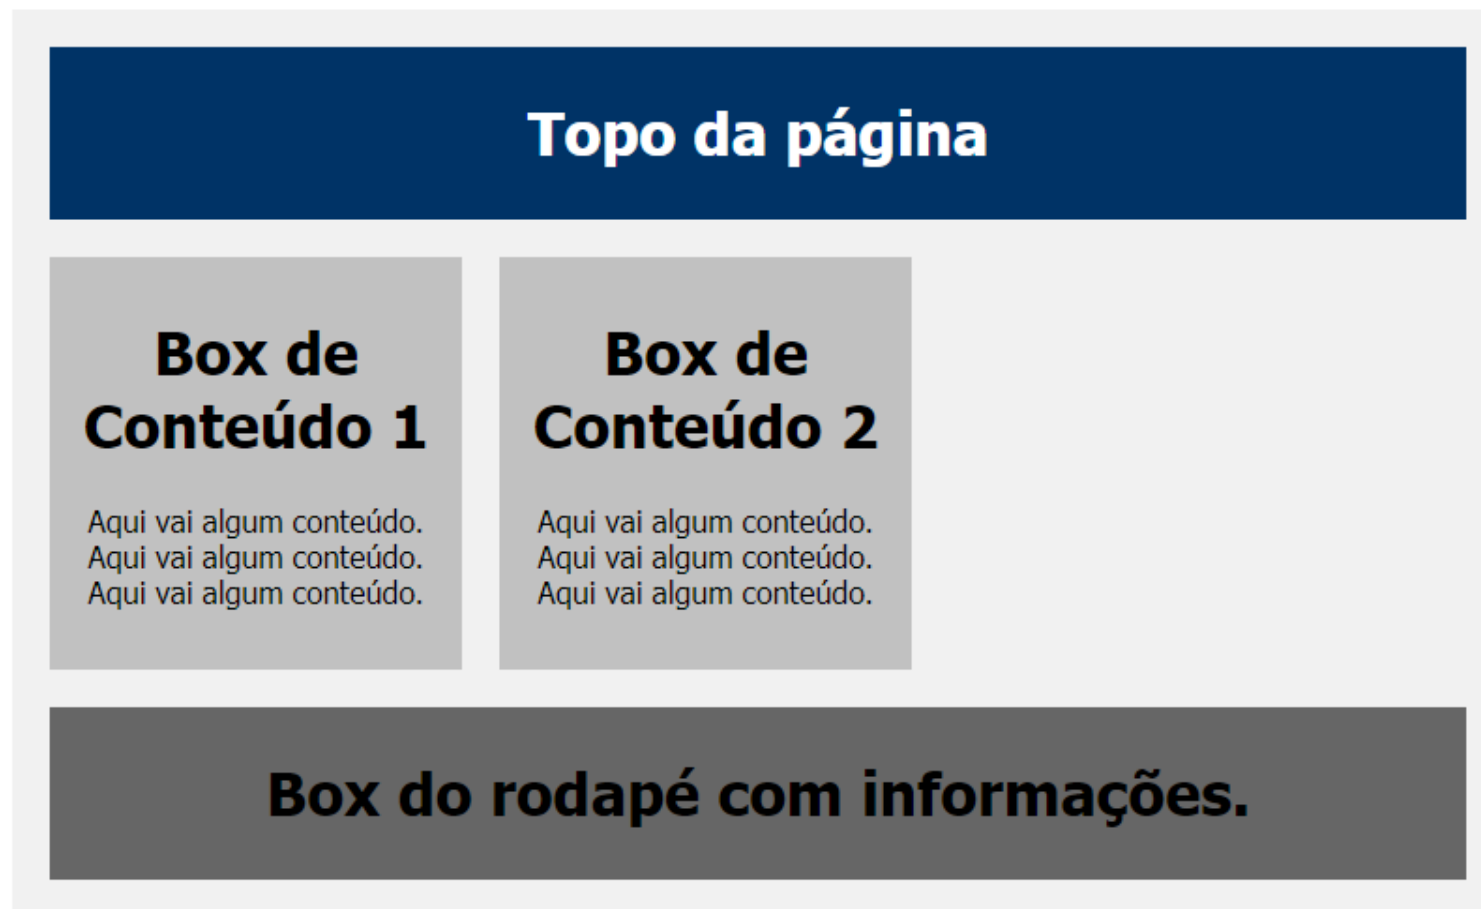 Topo da página
Box de
Conteúdo 1
Aqui vai algum conteúdo.
Aqui vai algum conteúdo.
Aqui vai algum conteúdo.
Box de
Conteúdo 2
Aqui vai algum conteúdo.
Aqui vai algum conteúdo.
Aqui vai algum conteúdo.
Box do rodapé com informações.